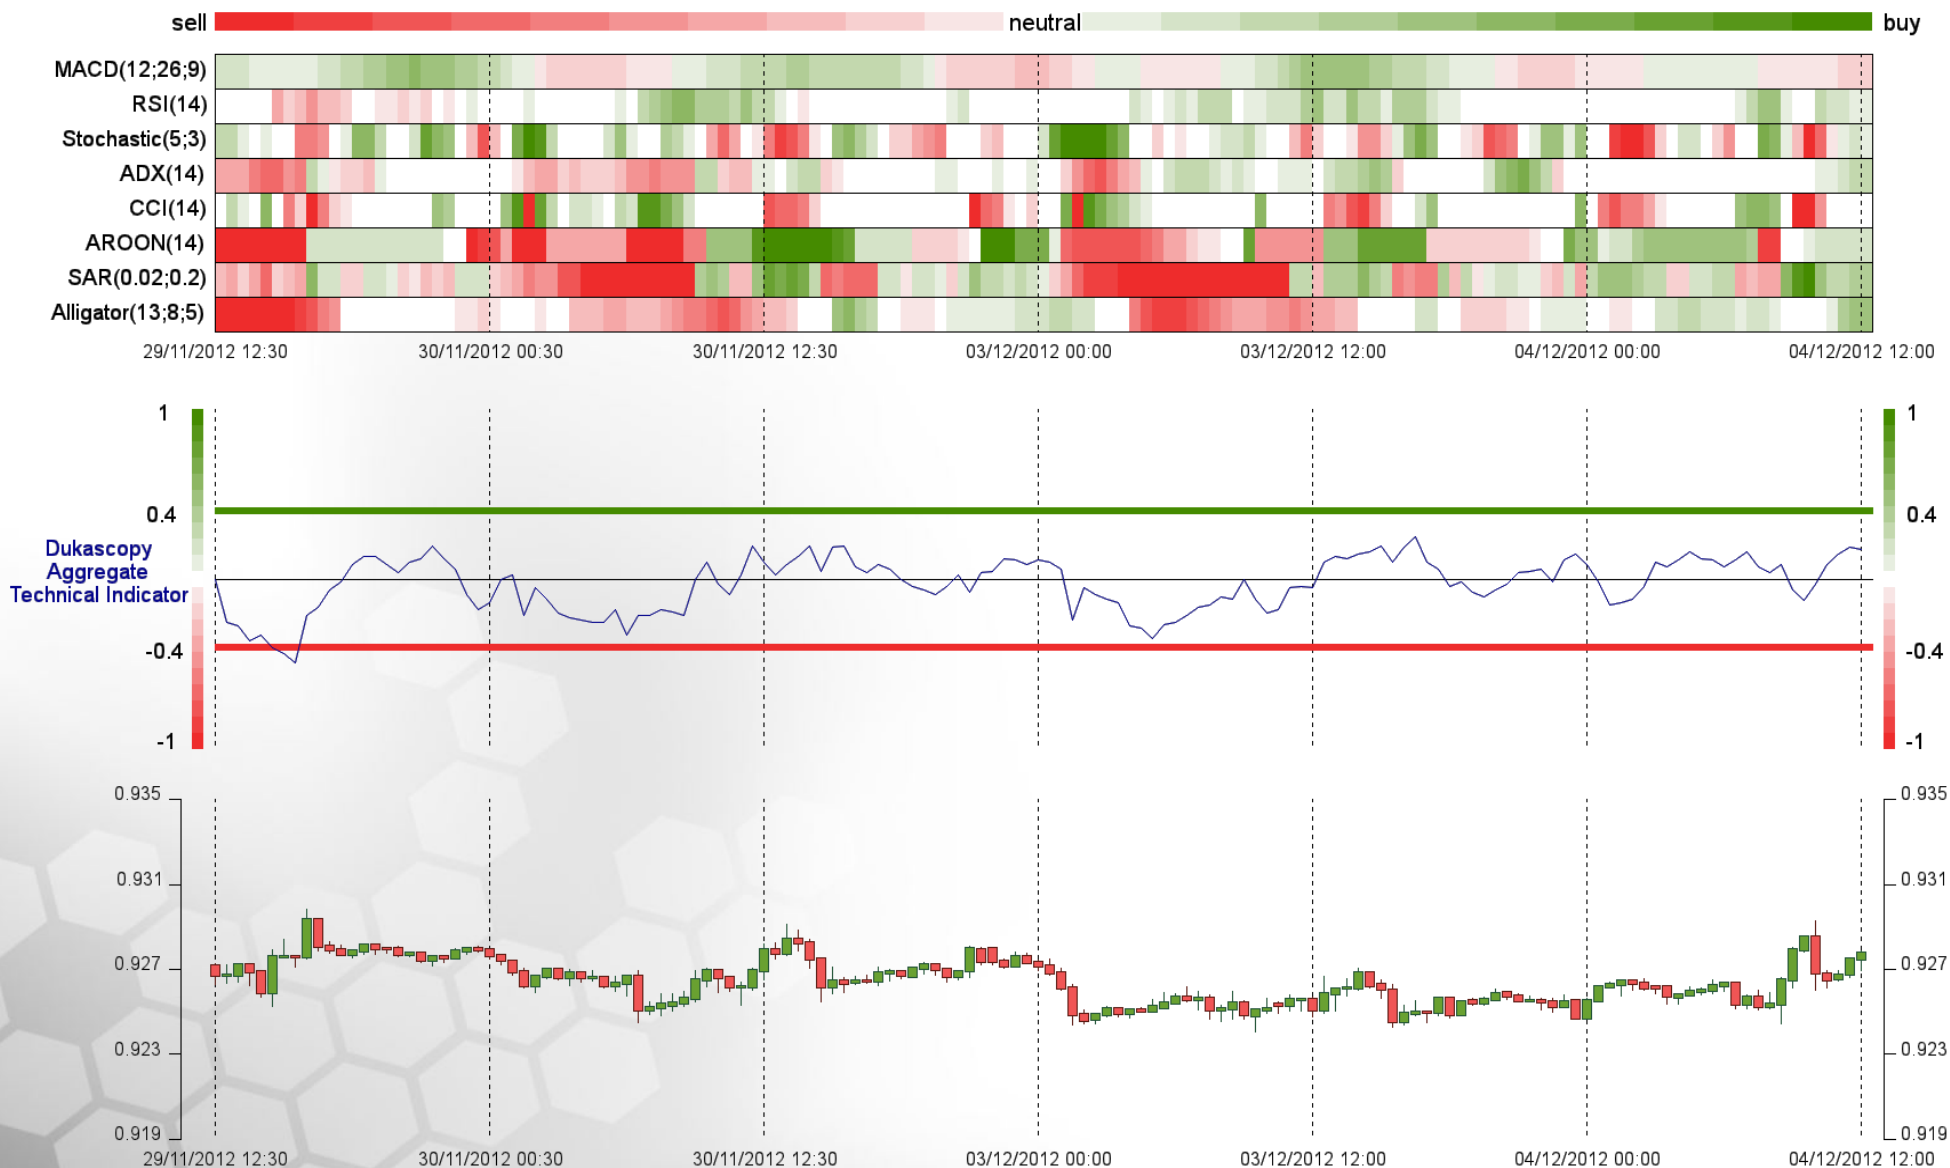 sell neutral buy
MACD(12;26;9)
RSI(14)
Stochastic(5;3)
ADX(14)
CCI(14)
AROON(14)
SAR(0.02;0.2)
Alligator(13;8;5)
29/11/2012 12:30 30/11/2012 00:30 30/11/2012 12:30 03/12/2012 00:00 03/12/2012 12:00 04/12/2012 00:00 04/12/2012 12:00
1 1
0.4 0.4
Dukascopy
Aggregate
Technical Indicator
-0.4 -0.4
-1 -1
0.935 0.935
0.931 0.931
0.927 0.927
0.923 0.923
0.919 0.919
29/11/2012 12:30 30/11/2012 00:30 30/11/2012 12:30 03/12/2012 00:00 03/12/2012 12:00 04/12/2012 00:00 04/12/2012 12:00